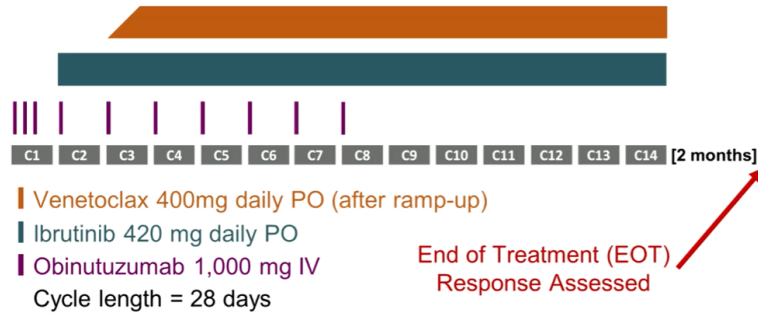 C1 C2 C3 C4 C5 C6 C7 C8 C9 C10 C11 C12 C13 C14 [2 months]
Venetoclax 400mg daily PO (after ramp-up)
Ibrutinib 420 mg daily PO
Obinutuzumab 1,000 mg IV
Cycle length = 28 days
End of Treatment (EOT)
Response Assessed